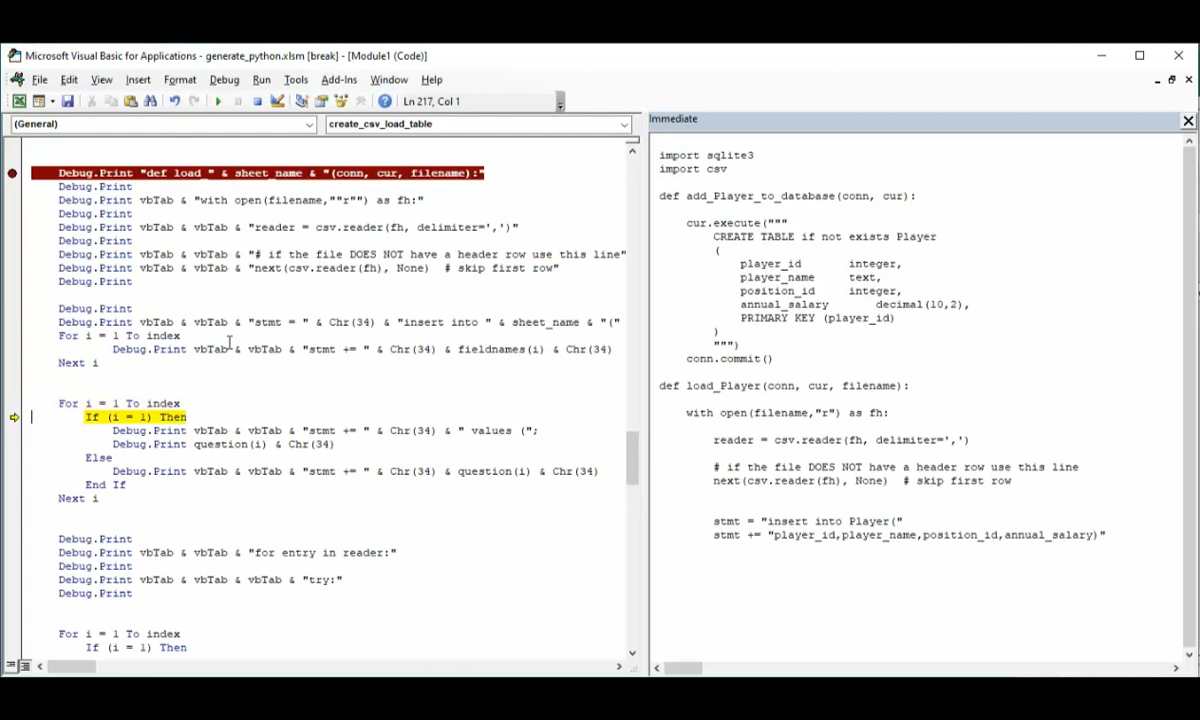 Microsoft Visual Basic for Applications - generate_python.xlsm [break] - [Module1 (Code)]
File Edit View Insert Format Debug Run Tools Add-Ins Window Help
Ln 217, Col 1
(General) create_csv_load_table
Debug.Print "def load_" & sheet_name & "(conn, cur, filename):"
Debug.Print
Debug.Print vbTab & "with open(filename,""r"") as fh:"
Debug.Print
Debug.Print vbTab & vbTab & "reader = csv.reader(fh, delimiter=',')"
Debug.Print
Debug.Print vbTab & vbTab & "# if the file DOES NOT have a header row use this line"
Debug.Print vbTab & vbTab & "next(csv.reader(fh), None)  # skip first row"
Debug.Print
Debug.Print
Debug.Print vbTab & vbTab & "stmt = " & Chr(34) & "insert into " & sheet_name & "("
For i = 1 To index
Debug.Print vbTab & vbTab & "stmt += " & Chr(34) & fieldnames(i) & Chr(34)
Next i
For i = 1 To index
If (i = 1) Then
Debug.Print vbTab & vbTab & "stmt += " & Chr(34) & " values (";
Debug.Print question(i) & Chr(34)
Else
Debug.Print vbTab & vbTab & "stmt += " & Chr(34) & question(i) & Chr(34)
End If
Next i
Debug.Print
Debug.Print vbTab & vbTab & "for entry in reader:"
Debug.Print
Debug.Print vbTab & vbTab & vbTab & "try:"
Debug.Print
For i = 1 To index
If (i = 1) Then
Immediate
import sqlite3
import csv
def add_Player_to_database(conn, cur):
cur.execute("""
CREATE TABLE if not exists Player
(
player_id integer,
player_name text,
position_id integer,
annual_salary decimal(10,2),
PRIMARY KEY (player_id)
)
""")
conn.commit()
def load_Player(conn, cur, filename):
with open(filename,"r") as fh:
reader = csv.reader(fh, delimiter=',')
# if the file DOES NOT have a header row use this line
next(csv.reader(fh), None)  # skip first row
stmt = "insert into Player("
stmt += "player_id,player_name,position_id,annual_salary)"